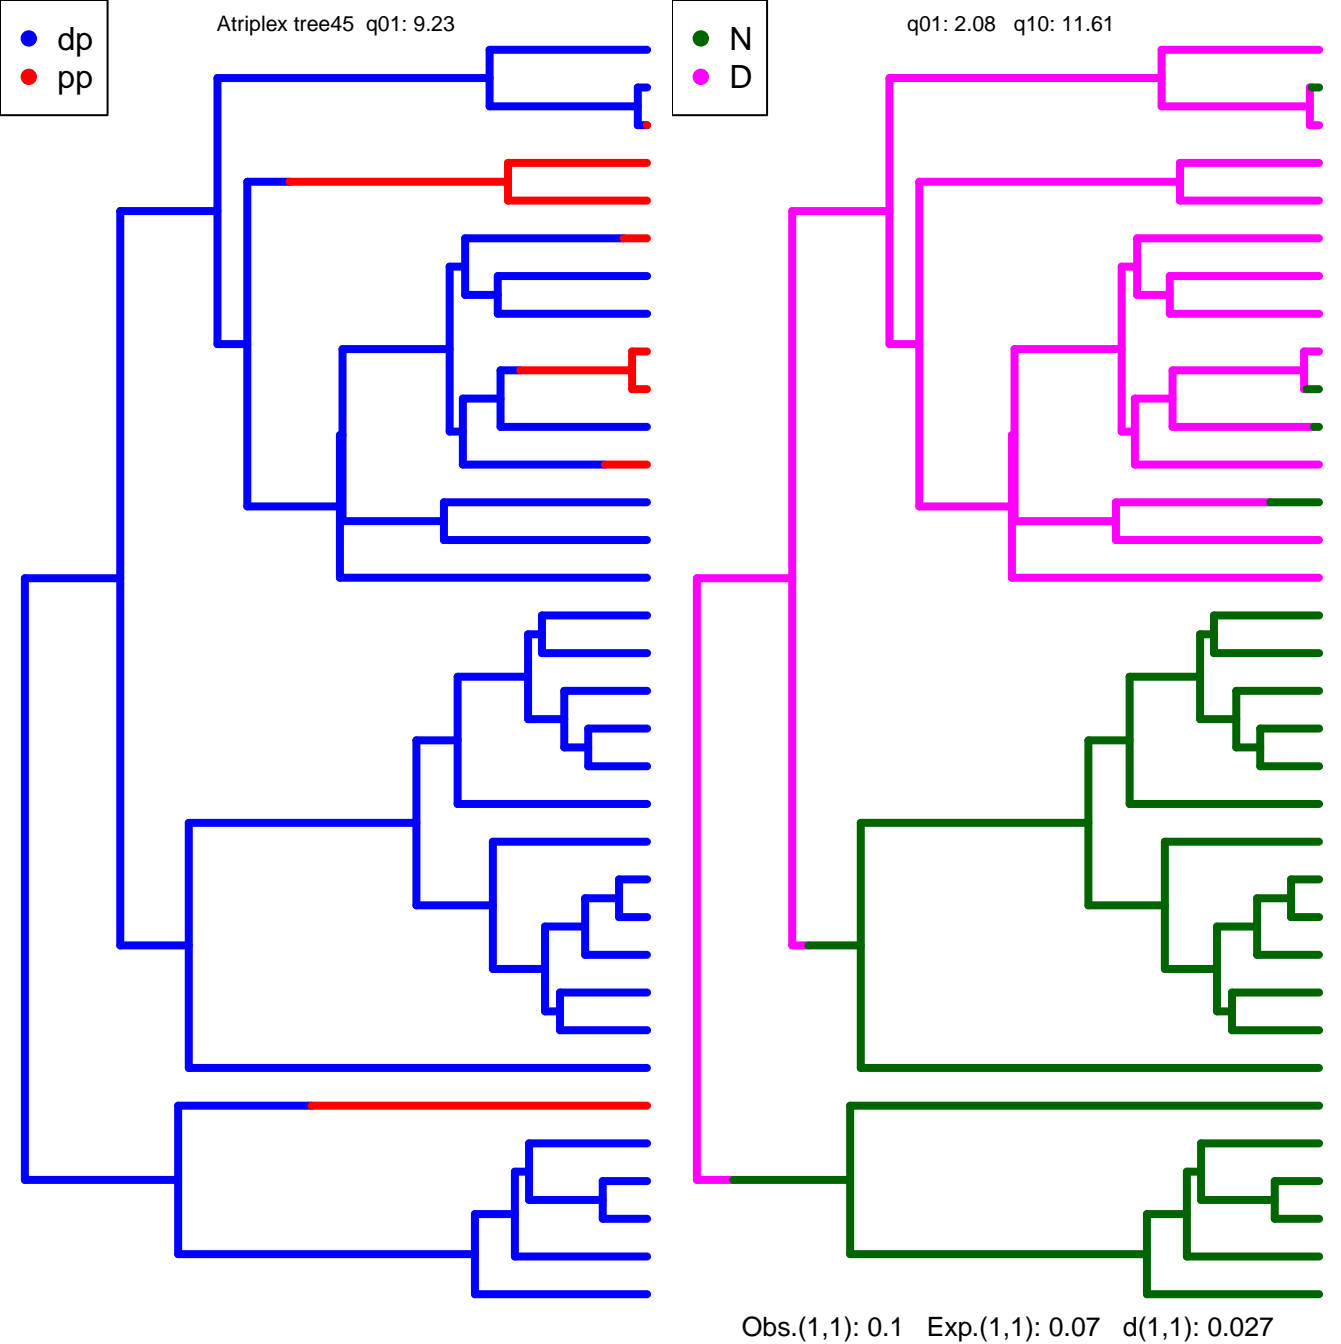 Atriplex tree45  q01: 9.23
dp
pp
q01: 2.08   q10: 11.61
N
D
Obs.(1,1): 0.1   Exp.(1,1): 0.07   d(1,1): 0.027